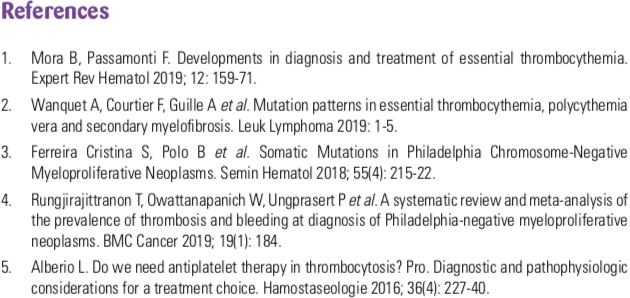 References
1. Mora B, Passamonti F. Developments in diagnosis and treatment of essential thrombocythemia.
Expert Rev Hematol 2019; 12: 159-71.
2. Wanquet A, Courtier F, Guille A et al. Mutation patterns in essential thrombocythemia, polycythemia
vera and secondary myelofibrosis. Leuk Lymphoma 2019: 1-5.
3. Ferreira Cristina S, Polo B et al. Somatic Mutations in Philadelphia Chromosome-Negative
Myeloproliferative Neoplasms. Semin Hematol 2018; 55(4): 215-22.
4. Rungjirajittranon T, Owattanapanich W, Ungprasert P et al. A systematic review and meta-analysis of
the prevalence of thrombosis and bleeding at diagnosis of Philadelphia-negative myeloproliferative
neoplasms. BMC Cancer 2019; 19(1): 184.
5. Alberio L. Do we need antiplatelet therapy in thrombocytosis? Pro. Diagnostic and pathophysiologic
considerations for a treatment choice. Hamostaseologie 2016; 36(4): 227-40.